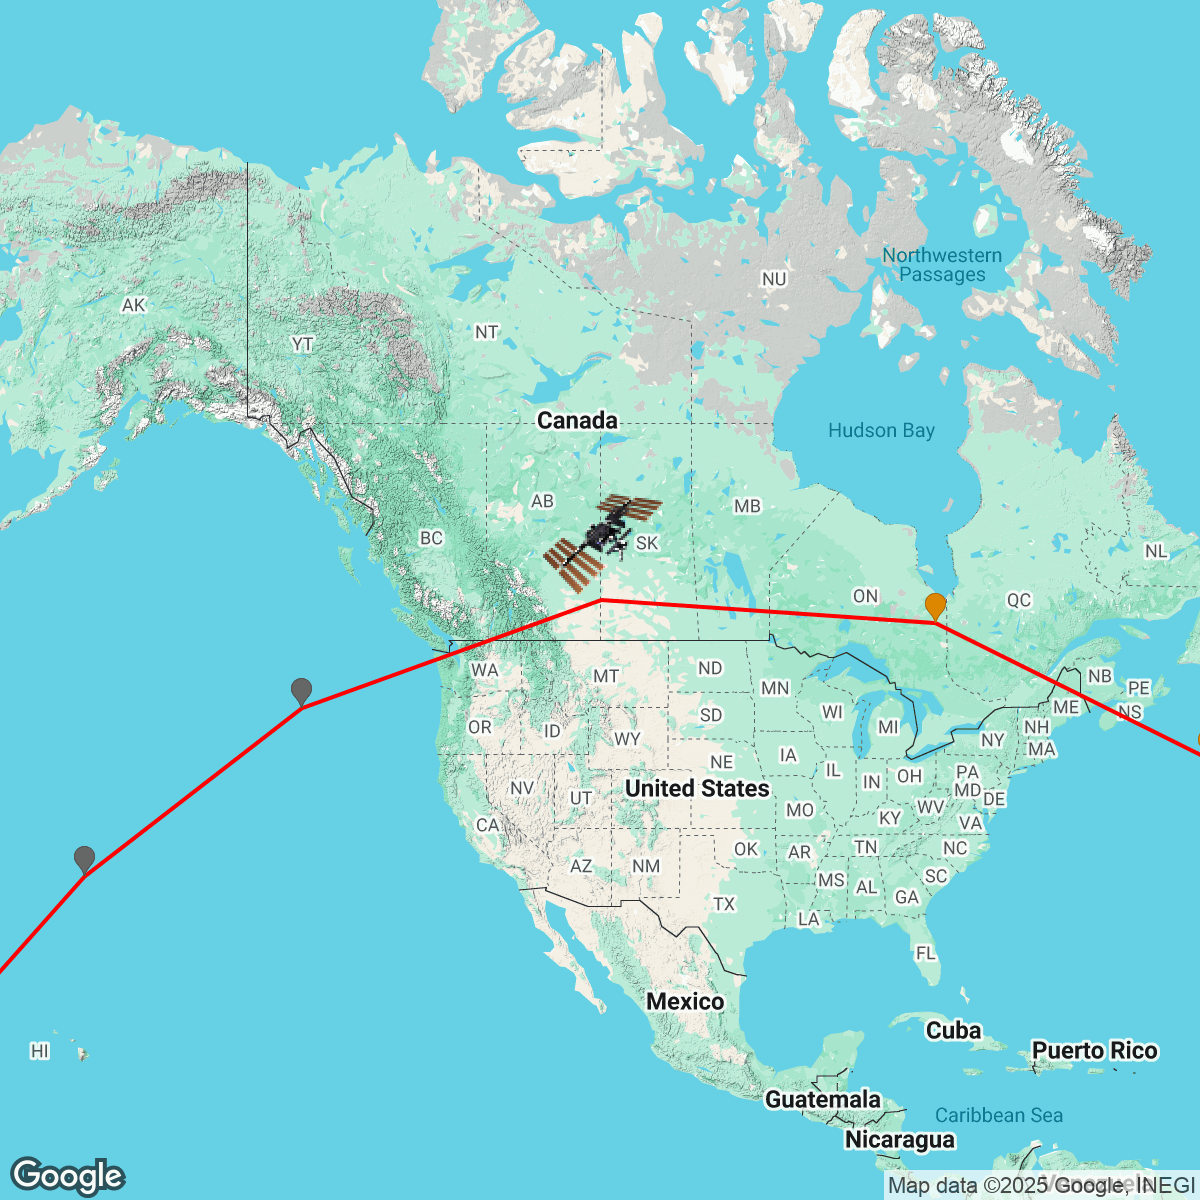 Northwestern
Passages
NU
AK
NT
YT
Canada
Hudson Bay
AB
MB
SK
BC
NL
ON
QC
WA
MT
ND
NB
MN
PE
ME
NS
SD
WI
OR
ID
MI
NH
WY
NY
MA
IA
NE
IL
OH
PA
IN
NV
United States
MD
UT
DE
MO
WV
KY
VA
CA
OK
AR
TN
NC
AZ
NM
MS
AL
SC
GA
TX
LA
FL
Mexico
Cuba
HI
Puerto Rico
Guatemala
Caribbean Sea
Nicaragua
Google
Map data ©2025 Google, INEGI